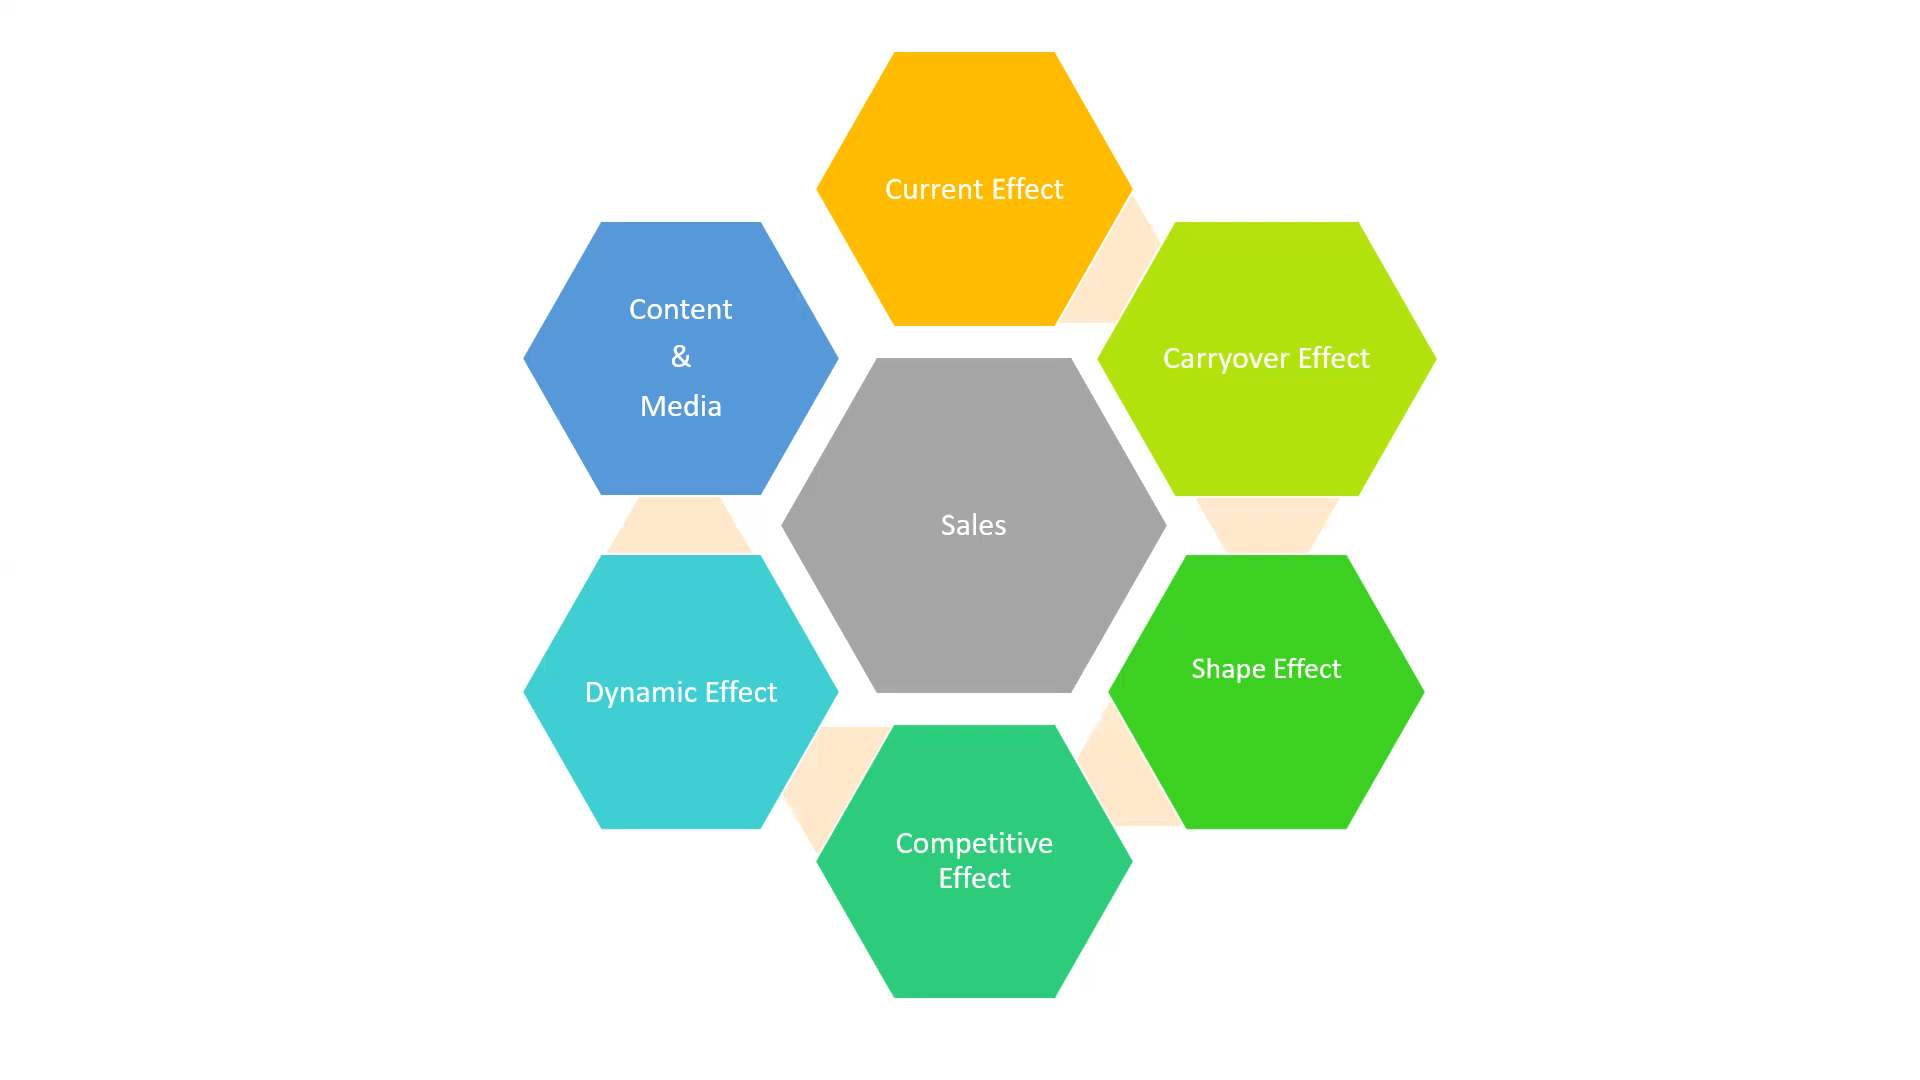 Current Effect
Carryover Effect
Shape Effect
Competitive
Effect
Dynamic Effect
Content
&
Media
Sales